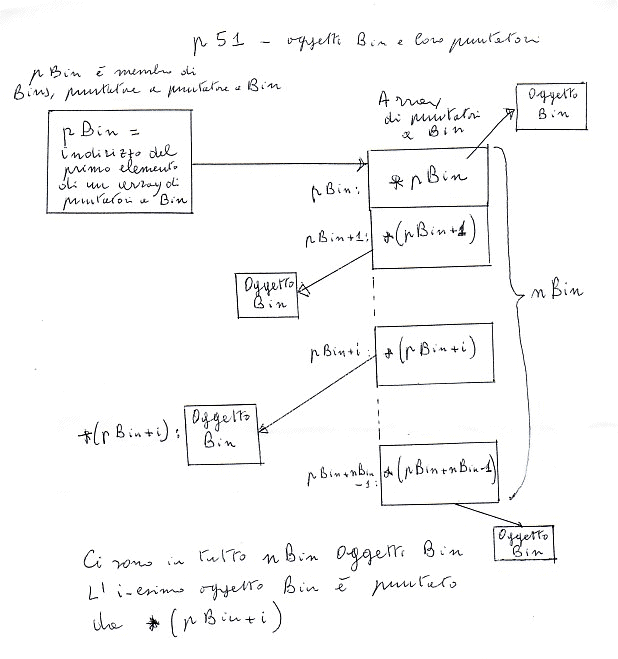 p 51 - oggetti Bin e loro puntatori
pBin è membro di
Bins, puntatore a puntatore a Bin
pBin =
indirizzo del
primo elemento
di un array di
puntatori a Bin
Array
di puntatori
a Bin
Oggetto
Bin
pBin:
* pBin
pBin+1:
*(pBin+1)
Oggetto
Bin
nBin
pBin+i:
*(pBin+i)
*(pBin+i):
Oggetto
Bin
pBin+nBin
-1:
*(pBin+nBin-1)
Oggetto
Bin
Ci sono in tutto nBin Oggetti Bin
L' i-esimo oggetto Bin è puntato
da *(pBin+i)